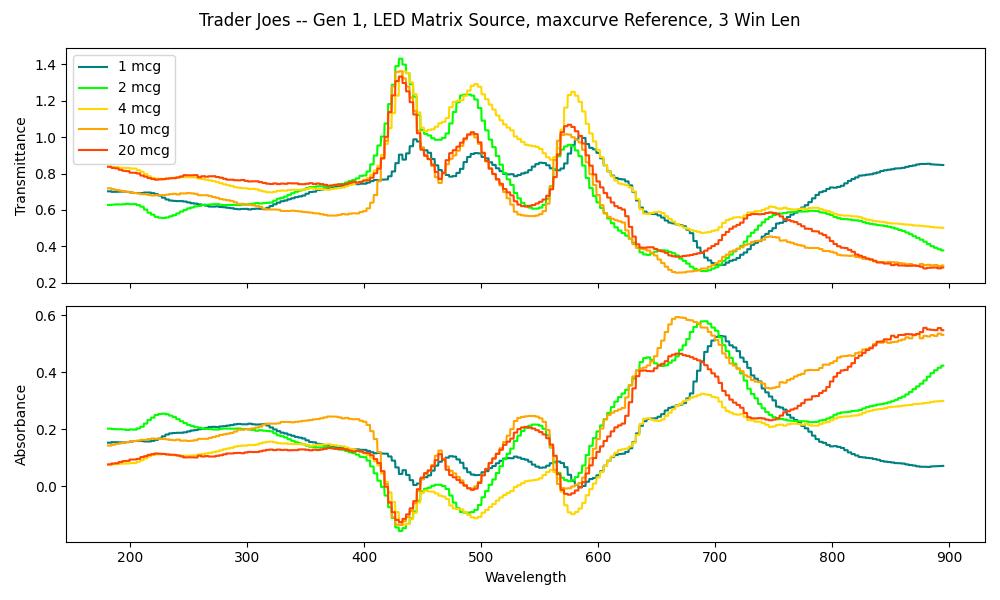 Trader Joes -- Gen 1, LED Matrix Source, maxcurve Reference, 3 Win Len
1.4
1.2
1.0
0.8
0.6
0.4
0.2
Transmittance
1 mcg
2 mcg
4 mcg
10 mcg
20 mcg
0.6
0.4
0.2
0.0
Absorbance
200 300 400 500 600 700 800 900
Wavelength